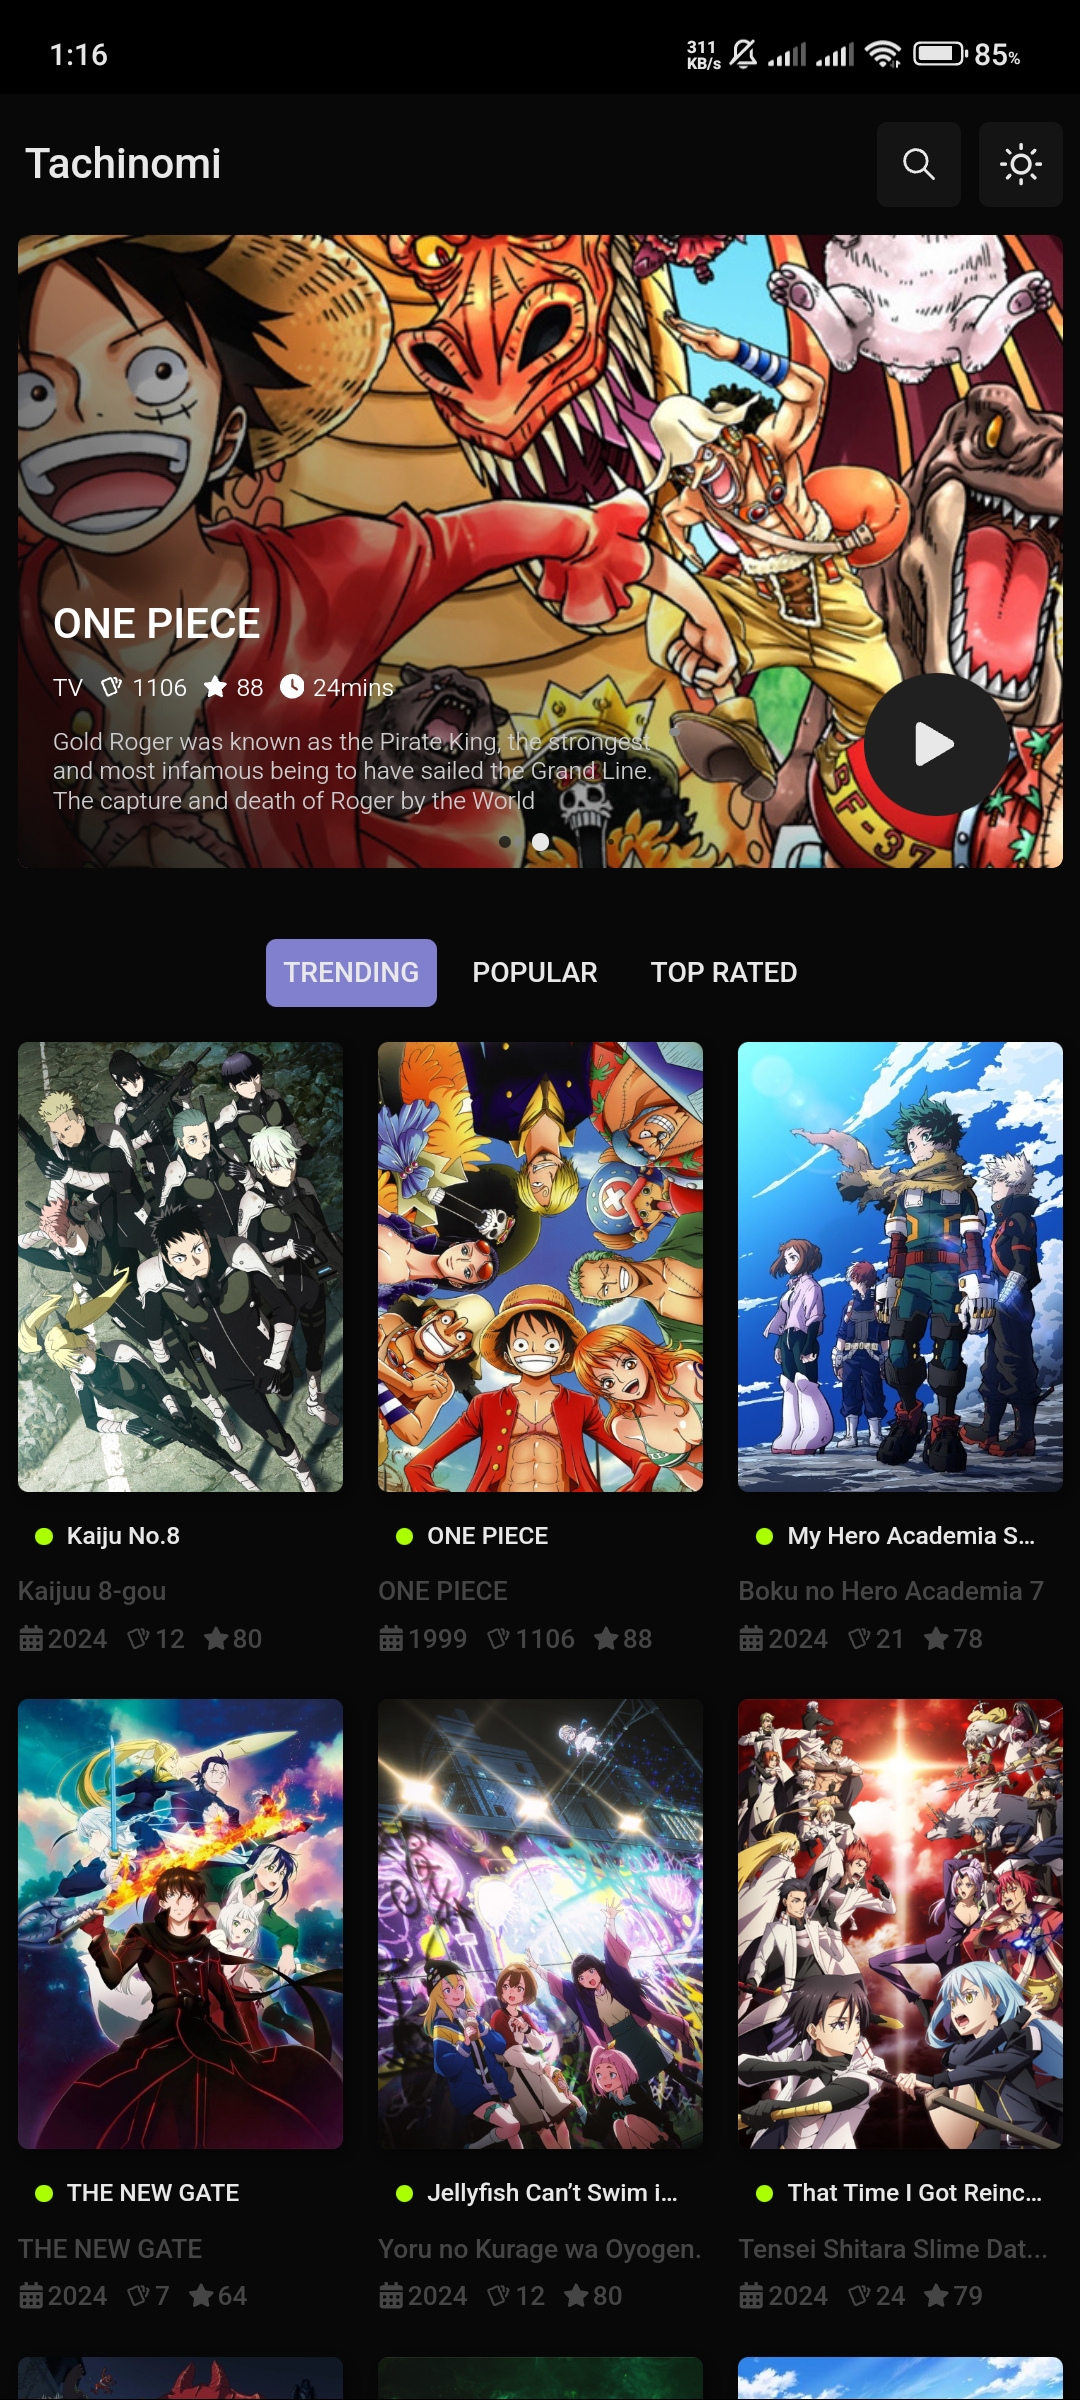 1:16
311
KB/s
85%
Tachinomi
ONE PIECE
TV 1106 88 24mins
Gold Roger was known as the Pirate King, the strongest
and most infamous being to have sailed the Grand Line.
The capture and death of Roger by the World
SF-37
TRENDING POPULAR TOP RATED
Kaiju No.8
Kaijuu 8-gou
2024 12 80
ONE PIECE
ONE PIECE
1999 1106 88
My Hero Academia S...
Boku no Hero Academia 7
2024 21 78
THE NEW GATE
THE NEW GATE
2024 7 64
Jellyfish Can’t Swim i...
Yoru no Kurage wa Oyogen.
2024 12 80
That Time I Got Reinc...
Tensei Shitara Slime Dat...
2024 24 79